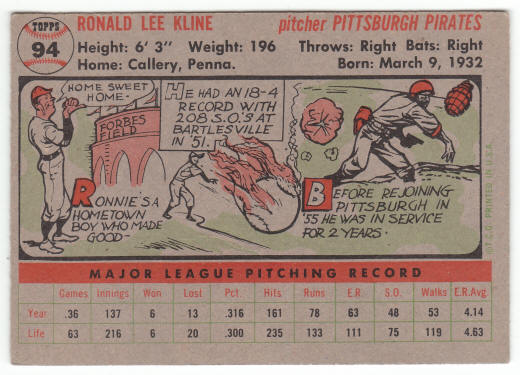 TOPPS
94
RONALD LEE KLINE
pitcher PITTSBURGH PIRATES
Height: 6' 3" Weight: 196
Throws: Right Bats: Right
Home: Callery, Penna.
Born: March 9, 1932
HOME SWEET
HOME-
FORBES
FIELD
RONNIE'S A
HOMETOWN
BOY WHO MADE
GOOD-
HE HAD AN 18-4
RECORD WITH
208 S.O.'S AT
BARTLESVILLE
IN '51.
BEFORE REJOINING
PITTSBURGH IN
'55 HE WAS IN SERVICE
FOR 2 YEARS.
©T.C.G. PRINTED IN U.S.A.
MAJOR LEAGUE PITCHING RECORD
Games Innings Won Lost Pct. Hits Runs E.R. S.O. Walks E.R.Avg
Year .36 137 6 13 .316 161 78 63 48 53 4.14
Life 63 216 6 20 .300 235 133 111 75 119 4.63